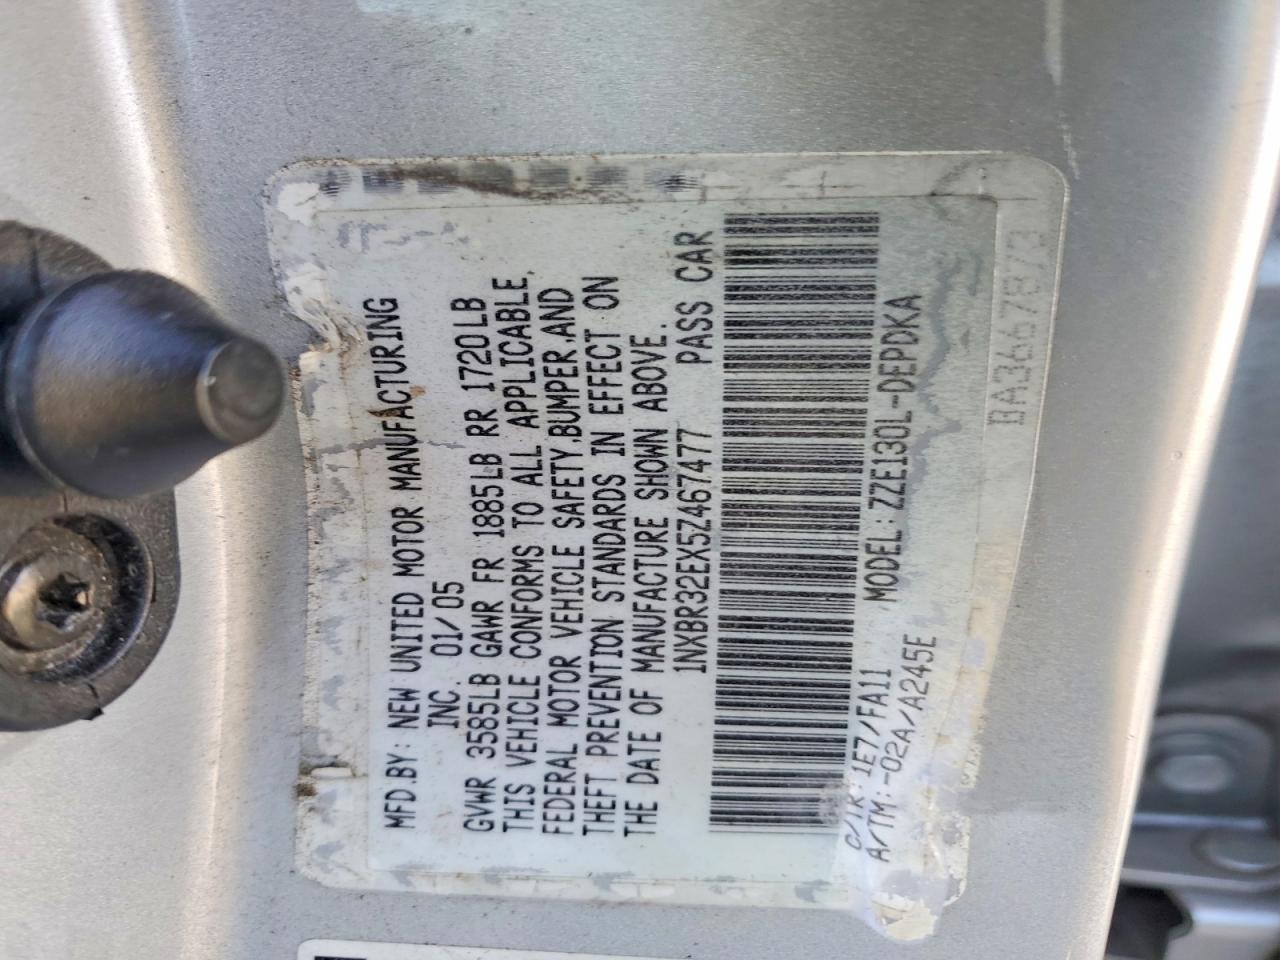 MFD.BY: NEW UNITED MOTOR MANUFACTURING
INC. 01/05
GVWR 3585LB GAWR FR 1885LB RR 1720LB
THIS VEHICLE CONFORMS TO ALL APPLICABLE
FEDERAL MOTOR VEHICLE SAFETY,BUMPER,AND
THEFT PREVENTION STANDARDS IN EFFECT ON
THE DATE OF MANUFACTURE SHOWN ABOVE.
1NXBR32EX5Z467477 PASS CAR
C/TR: 1E7/FA11 MODEL: ZZE130L-DEPDKA
A/TM: -02A/A245E